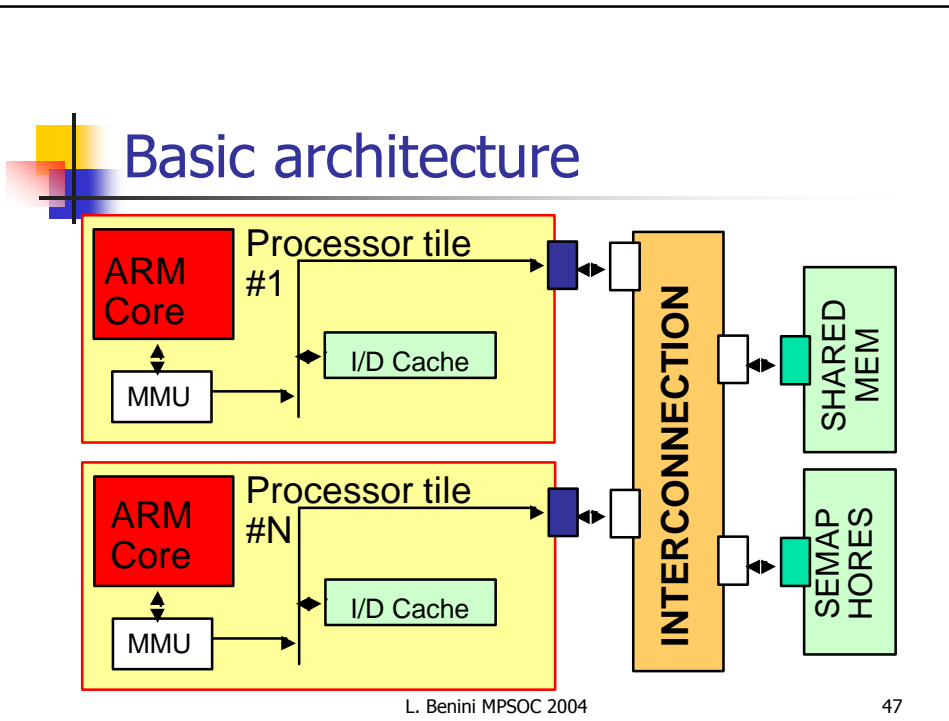 Basic architecture
Processor tile
#1
ARM
Core
MMU
I/D Cache
Processor tile
#N
ARM
Core
MMU
I/D Cache
INTERCONNECTION
SHARED
MEM
SEMAP
HORES
L. Benini MPSOC 2004
47